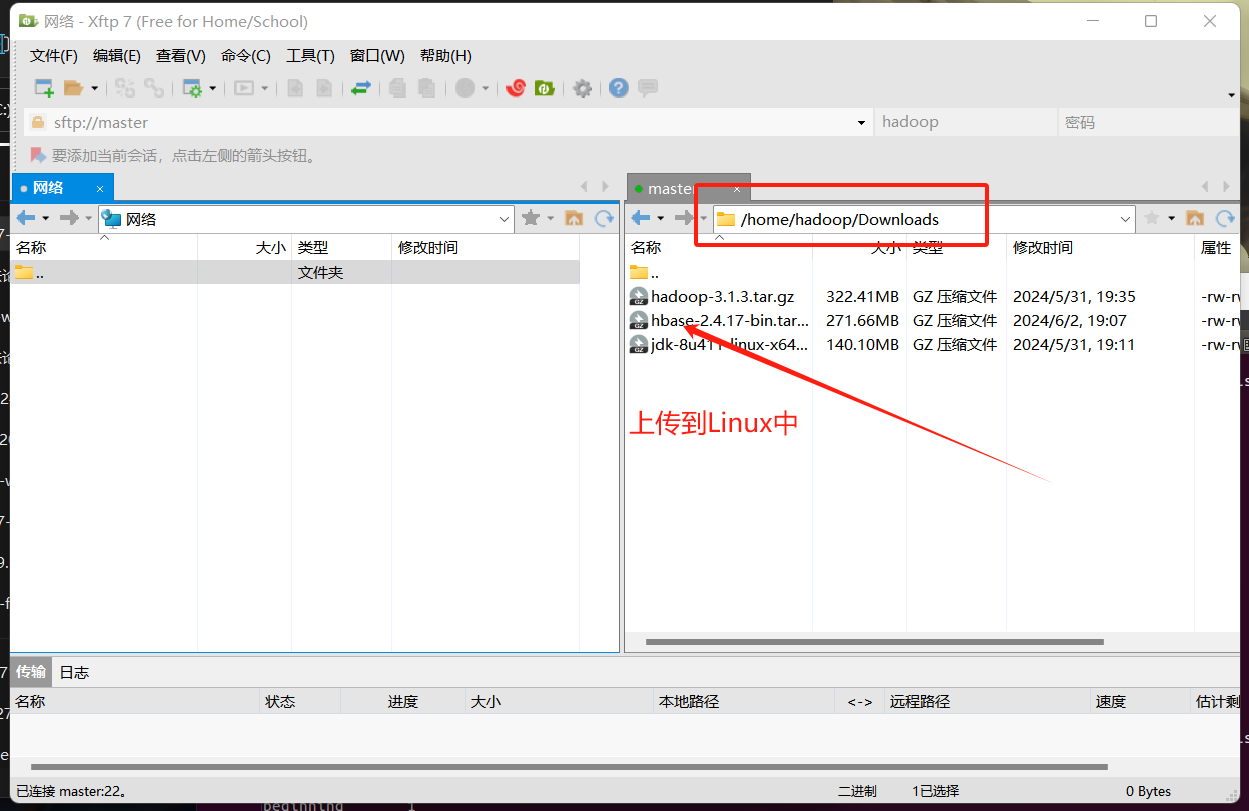 网络 - Xftp 7 (Free for Home/School)
文件(F) 编辑(E) 查看(V) 命令(C) 工具(T) 窗口(W) 帮助(H)
sftp://master hadoop 密码
要添加当前会话，点击左侧的箭头按钮。
网络
网络
名称 大小 类型 修改时间
.. 文件夹
master
/home/hadoop/Downloads
名称 大小 类型 修改时间 属性
..
hadoop-3.1.3.tar.gz 322.41MB GZ 压缩文件 2024/5/31, 19:35 -rw-r
hbase-2.4.17-bin.tar... 271.66MB GZ 压缩文件 2024/6/2, 19:07 -rw-r
jdk-8u411-linux-x64... 140.10MB GZ 压缩文件 2024/5/31, 19:11 -rw-r
上传到Linux中
传输 日志
名称 状态 进度 大小 本地路径 <-> 远程路径 速度 估计剩
已连接 master:22。 二进制 1已选择 0 Bytes